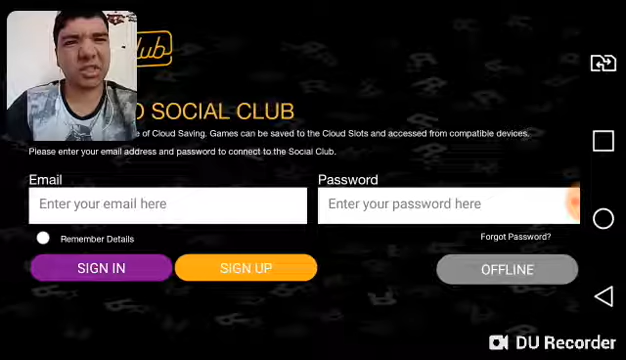 lub
D SOCIAL CLUB
e of Cloud Saving. Games can be saved to the Cloud Slots and accessed from compatible devices.
Please enter your email address and password to connect to the Social Club.
Email
Password
Enter your email here
Enter your password here
Remember Details
Forgot Password?
SIGN IN
SIGN UP
OFFLINE
DU Recorder